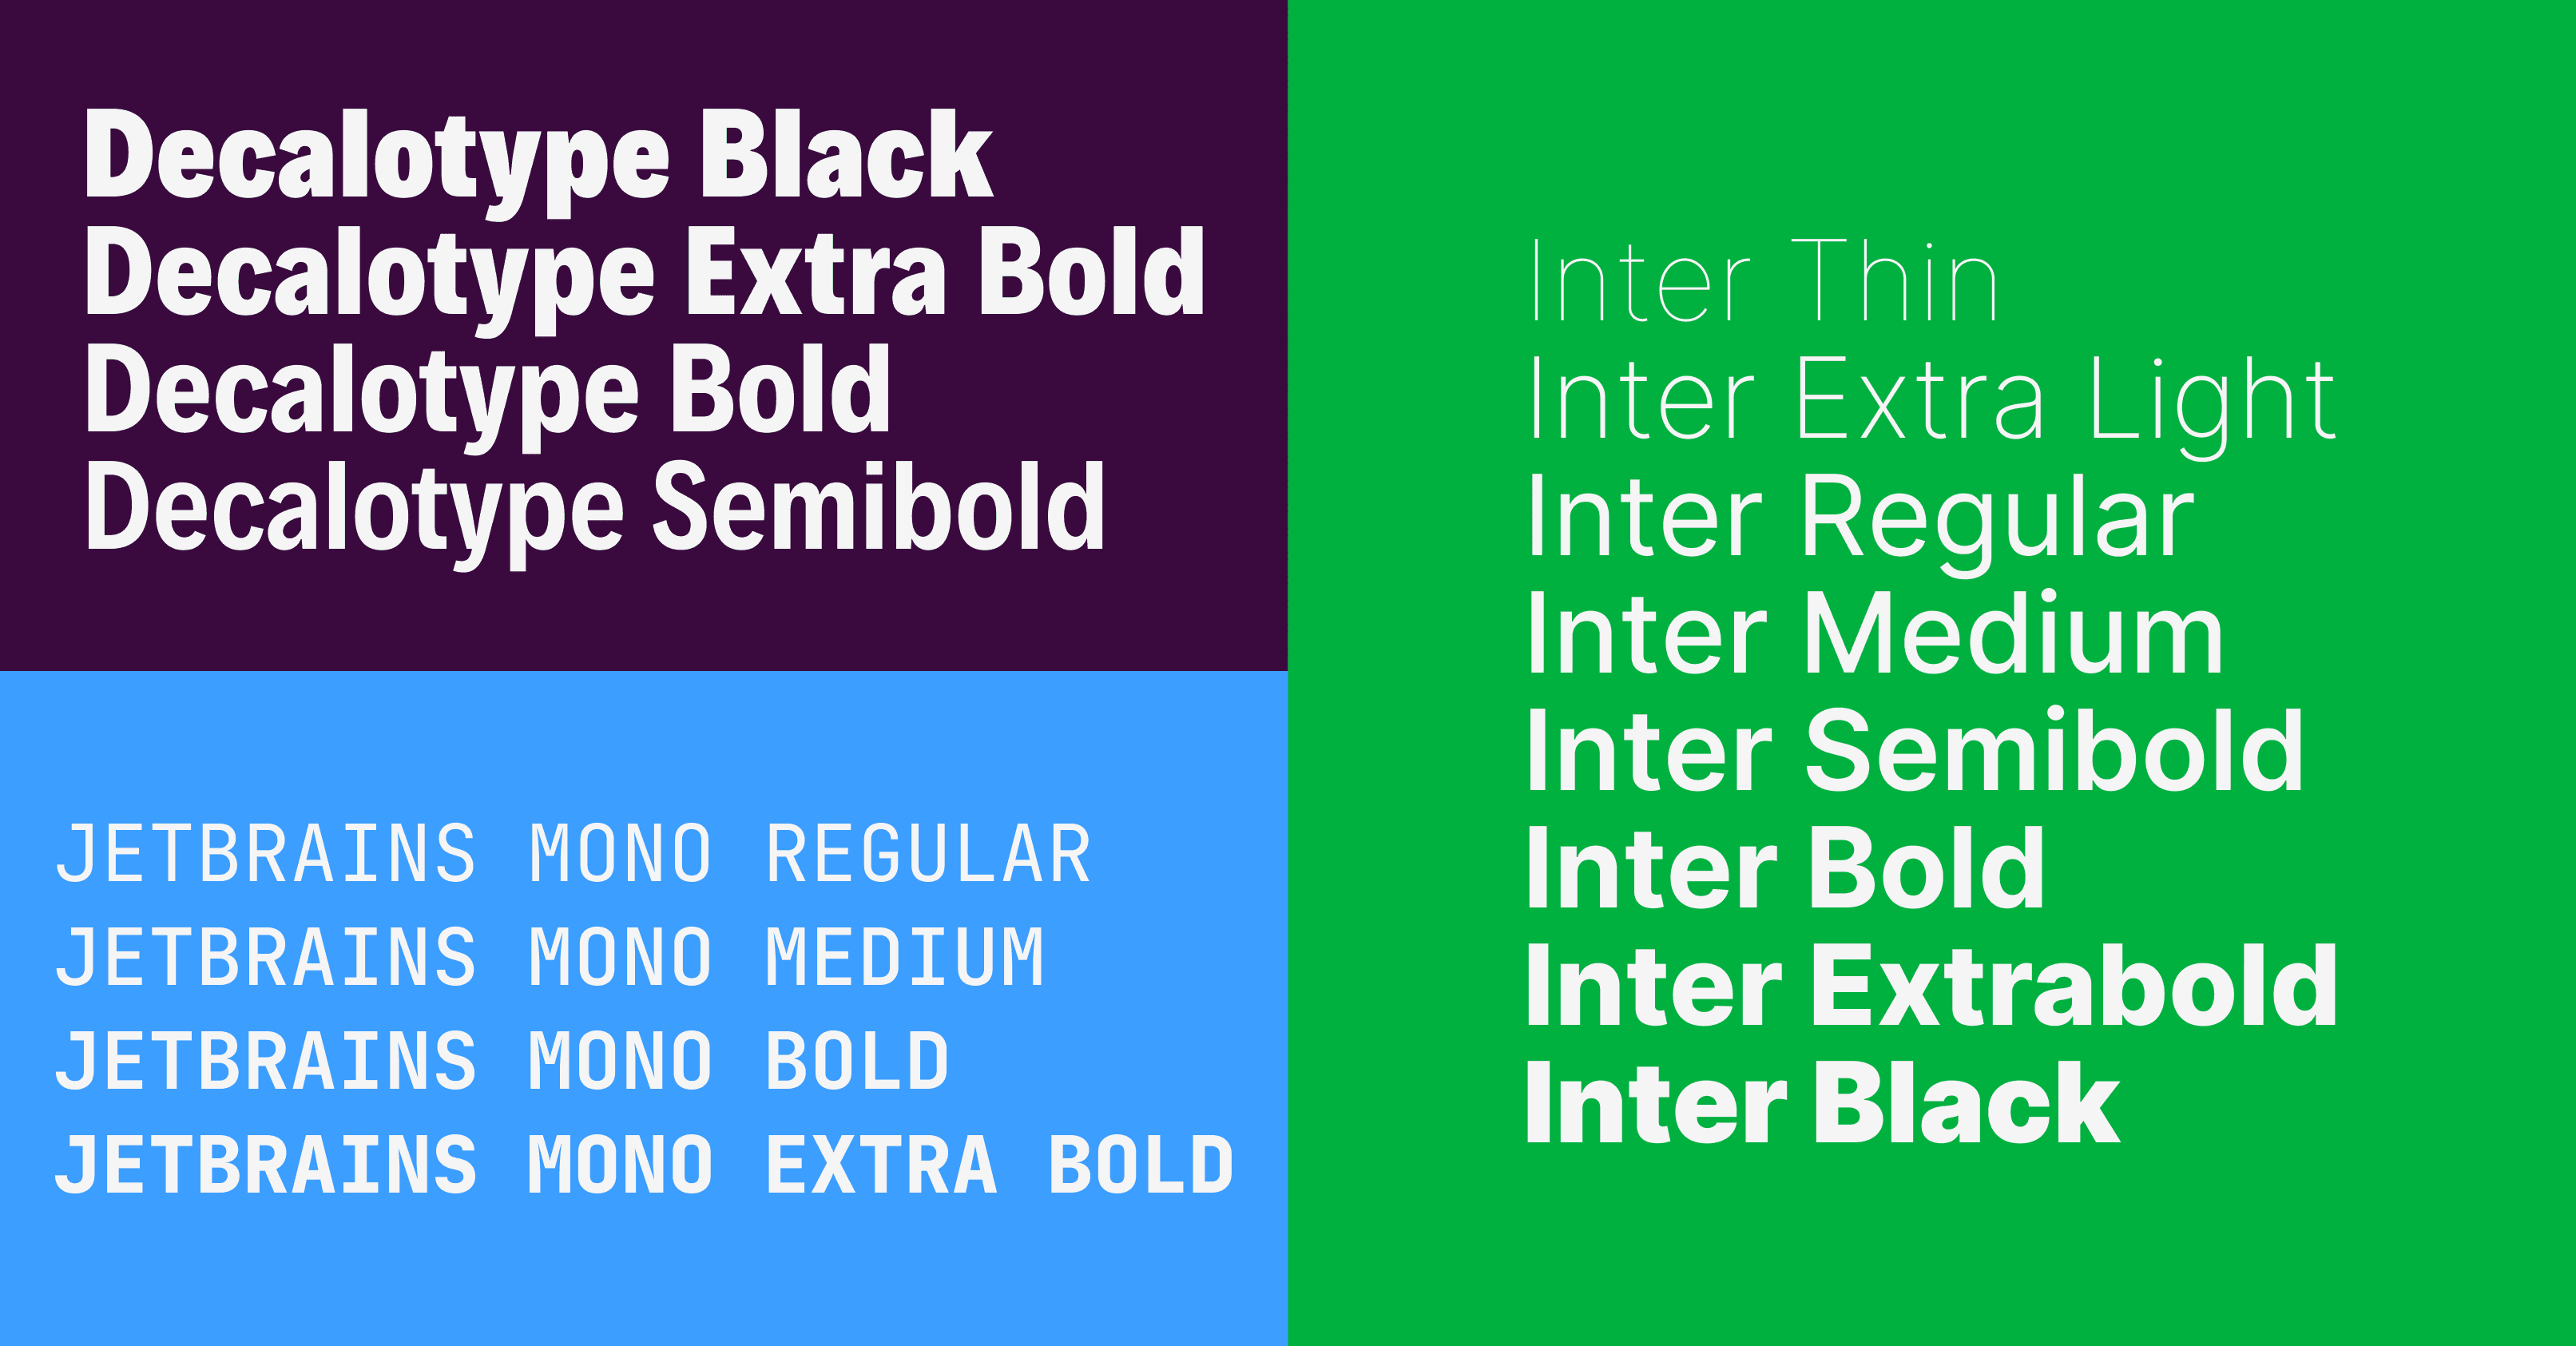 Decalotype Black
Decalotype Extra Bold
Decalotype Bold
Decalotype Semibold
JETBRAINS MONO REGULAR
JETBRAINS MONO MEDIUM
JETBRAINS MONO BOLD
JETBRAINS MONO EXTRA BOLD
Inter Thin
Inter Extra Light
Inter Regular
Inter Medium
Inter Semibold
Inter Bold
Inter Extrabold
Inter Black